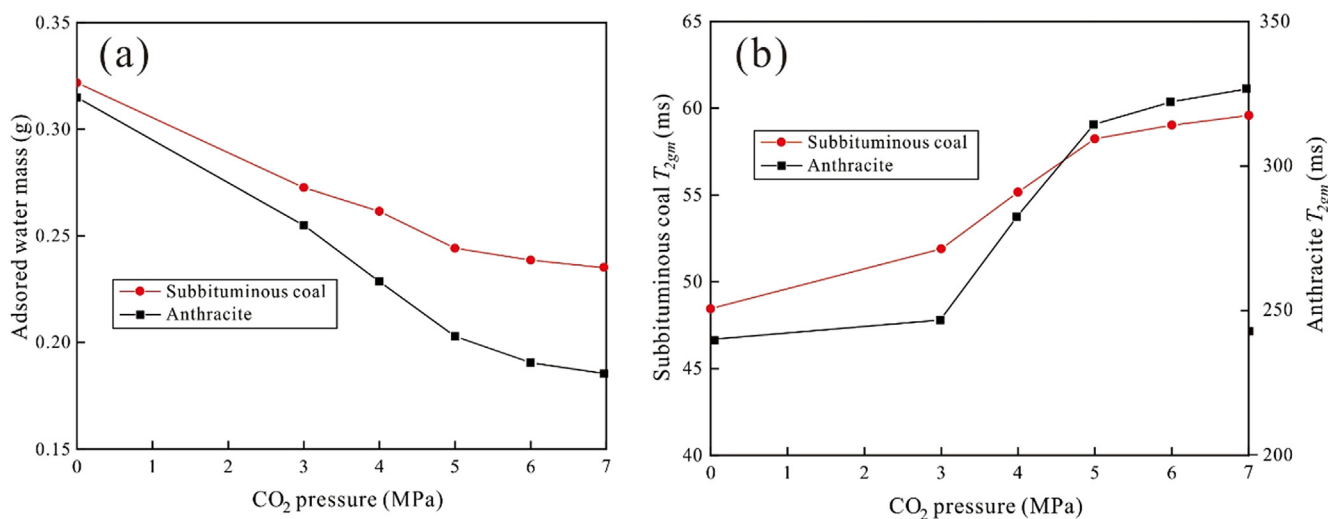 (a)
0.35
0.30
0.25
0.20
0.15
Adsored water mass (g)
Subbituminous coal
Anthracite
0 1 2 3 4 5 6 7
CO2 pressure (MPa)
(b)
65
60
55
50
45
40
Subbituminous coal T2gm (ms)
Subbituminous coal
Anthracite
350
300
250
200
Anthracite T2gm (ms)
0 1 2 3 4 5 6 7
CO2 pressure (MPa)